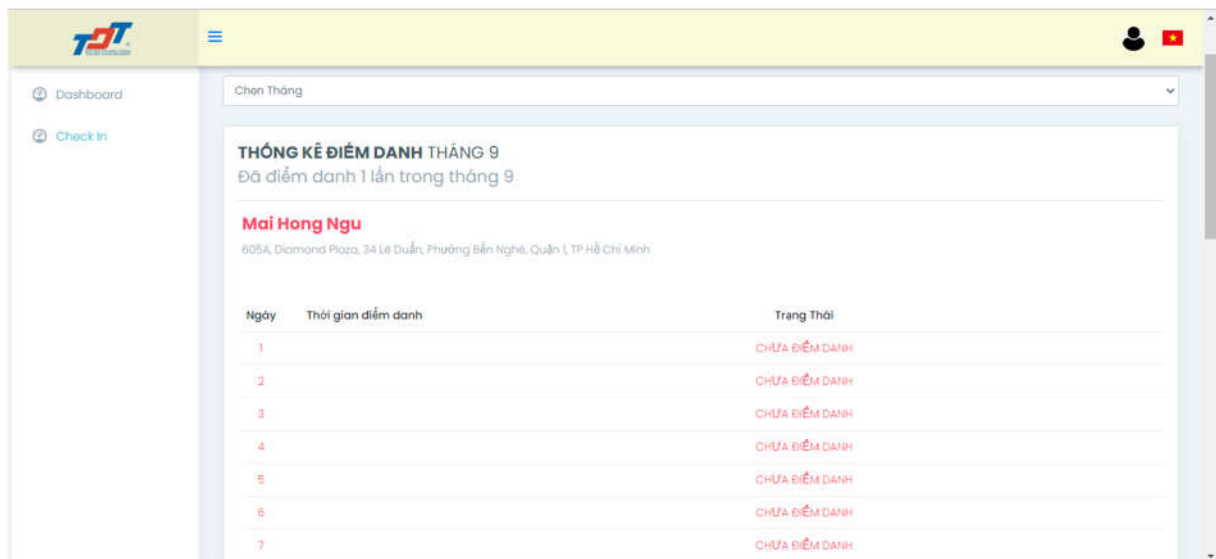 TDT
Dashboard
Check In
Chọn Tháng
THỐNG KÊ ĐIỂM DANH THÁNG 9
Đã điểm danh 1 lần trong tháng 9
Mai Hong Ngu
605A, Diamond Plaza, 34 Lê Duẩn, Phường Bến Nghé, Quận 1, TP Hồ Chí Minh
Ngày Thời gian điểm danh Trạng Thái
1 CHƯA ĐIỂM DANH
2 CHƯA ĐIỂM DANH
3 CHƯA ĐIỂM DANH
4 CHƯA ĐIỂM DANH
5 CHƯA ĐIỂM DANH
6 CHƯA ĐIỂM DANH
7 CHƯA ĐIỂM DANH